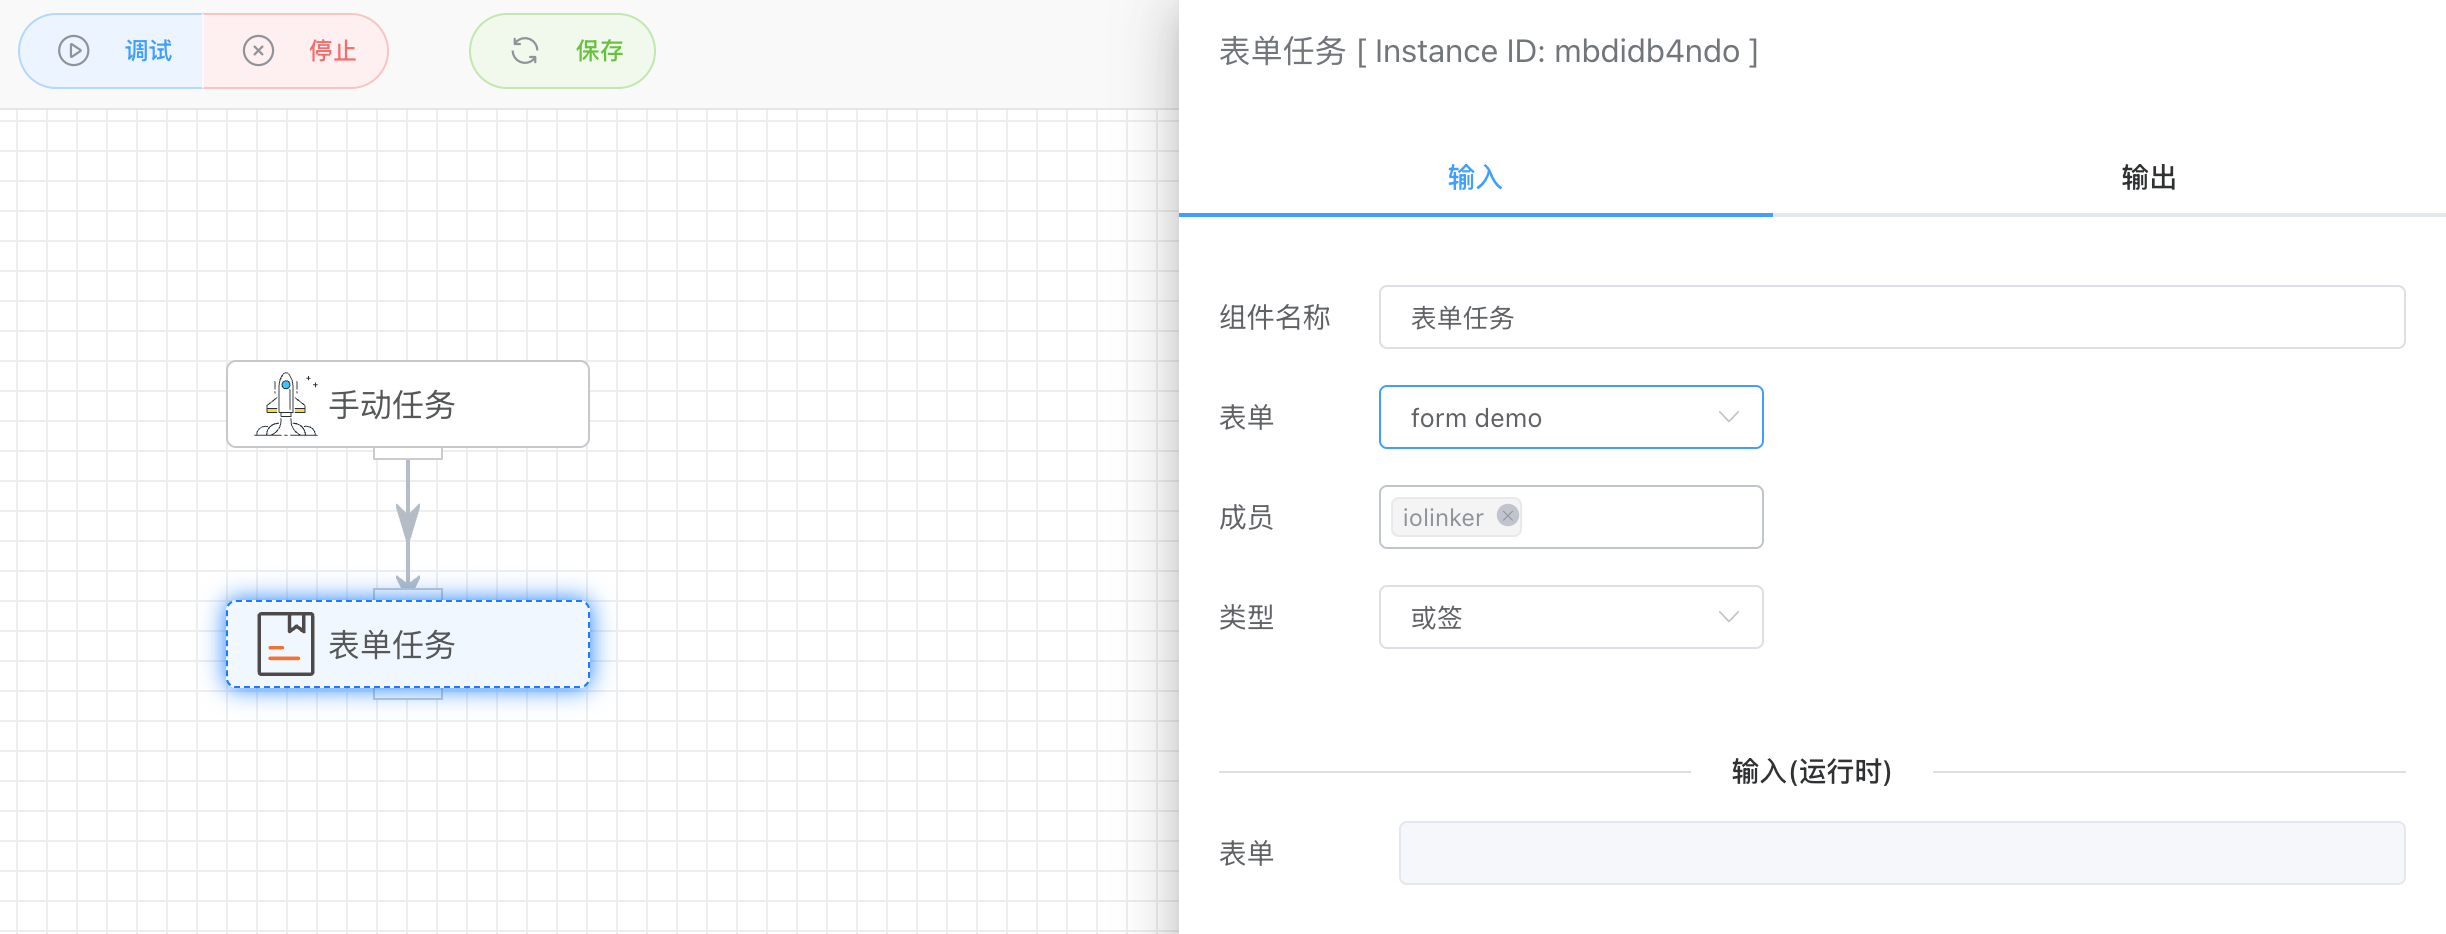 调试 停止 保存
手动任务
表单任务
表单任务 [ Instance ID: mbdidb4ndo ]
输入 输出
组件名称 表单任务
表单 form demo
成员 iolinker
类型 或签
输入(运行时)
表单